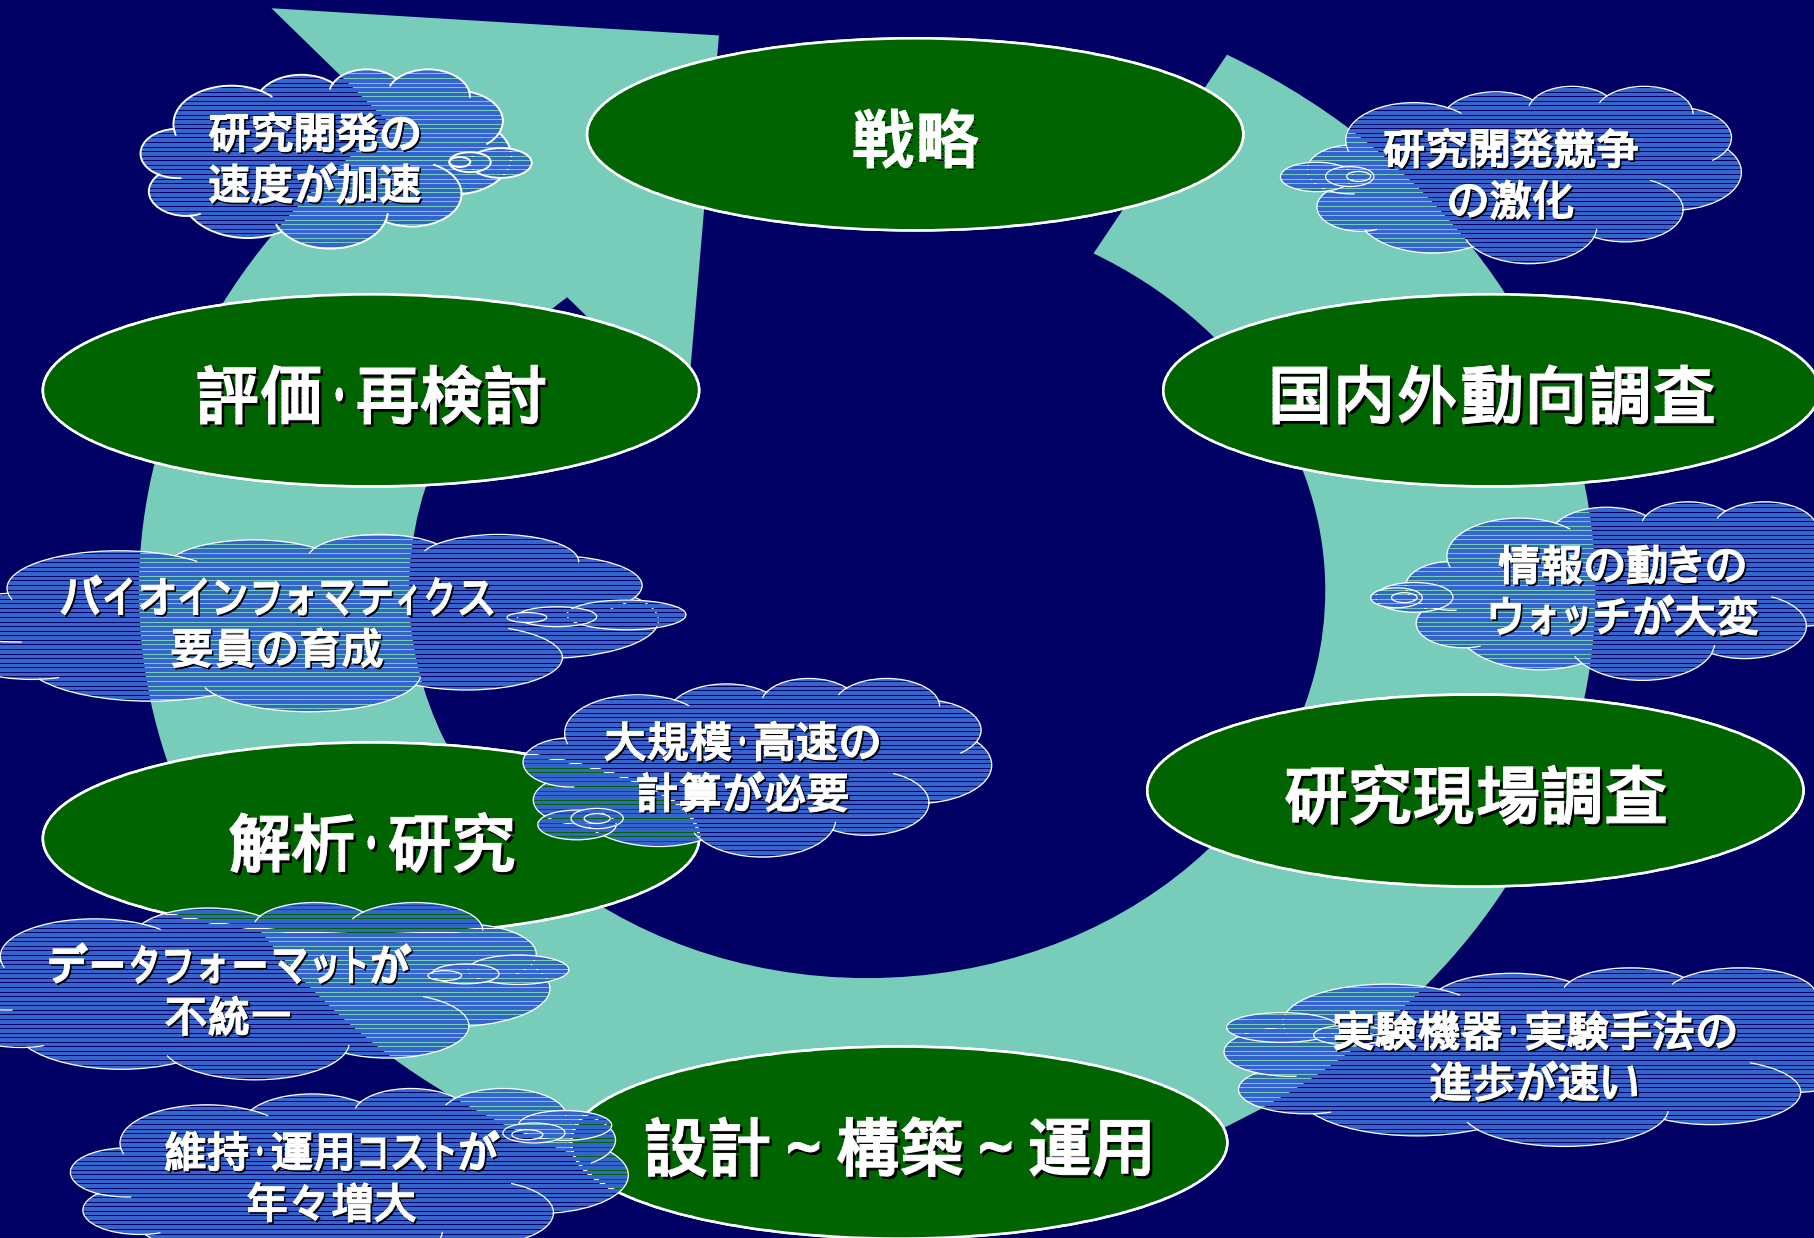 戦略
研究開発の
速度が加速
研究開発競争
の激化
評価・再検討
国内外動向調査
情報の動きの
ウォッチが大変
バイオインフォマティクス
要員の育成
大規模・高速の
計算が必要
研究現場調査
解析・研究
データフォーマットが
不統一
実験機器・実験手法の
進歩が速い
設計～構築～運用
維持・運用コストが
年々増大